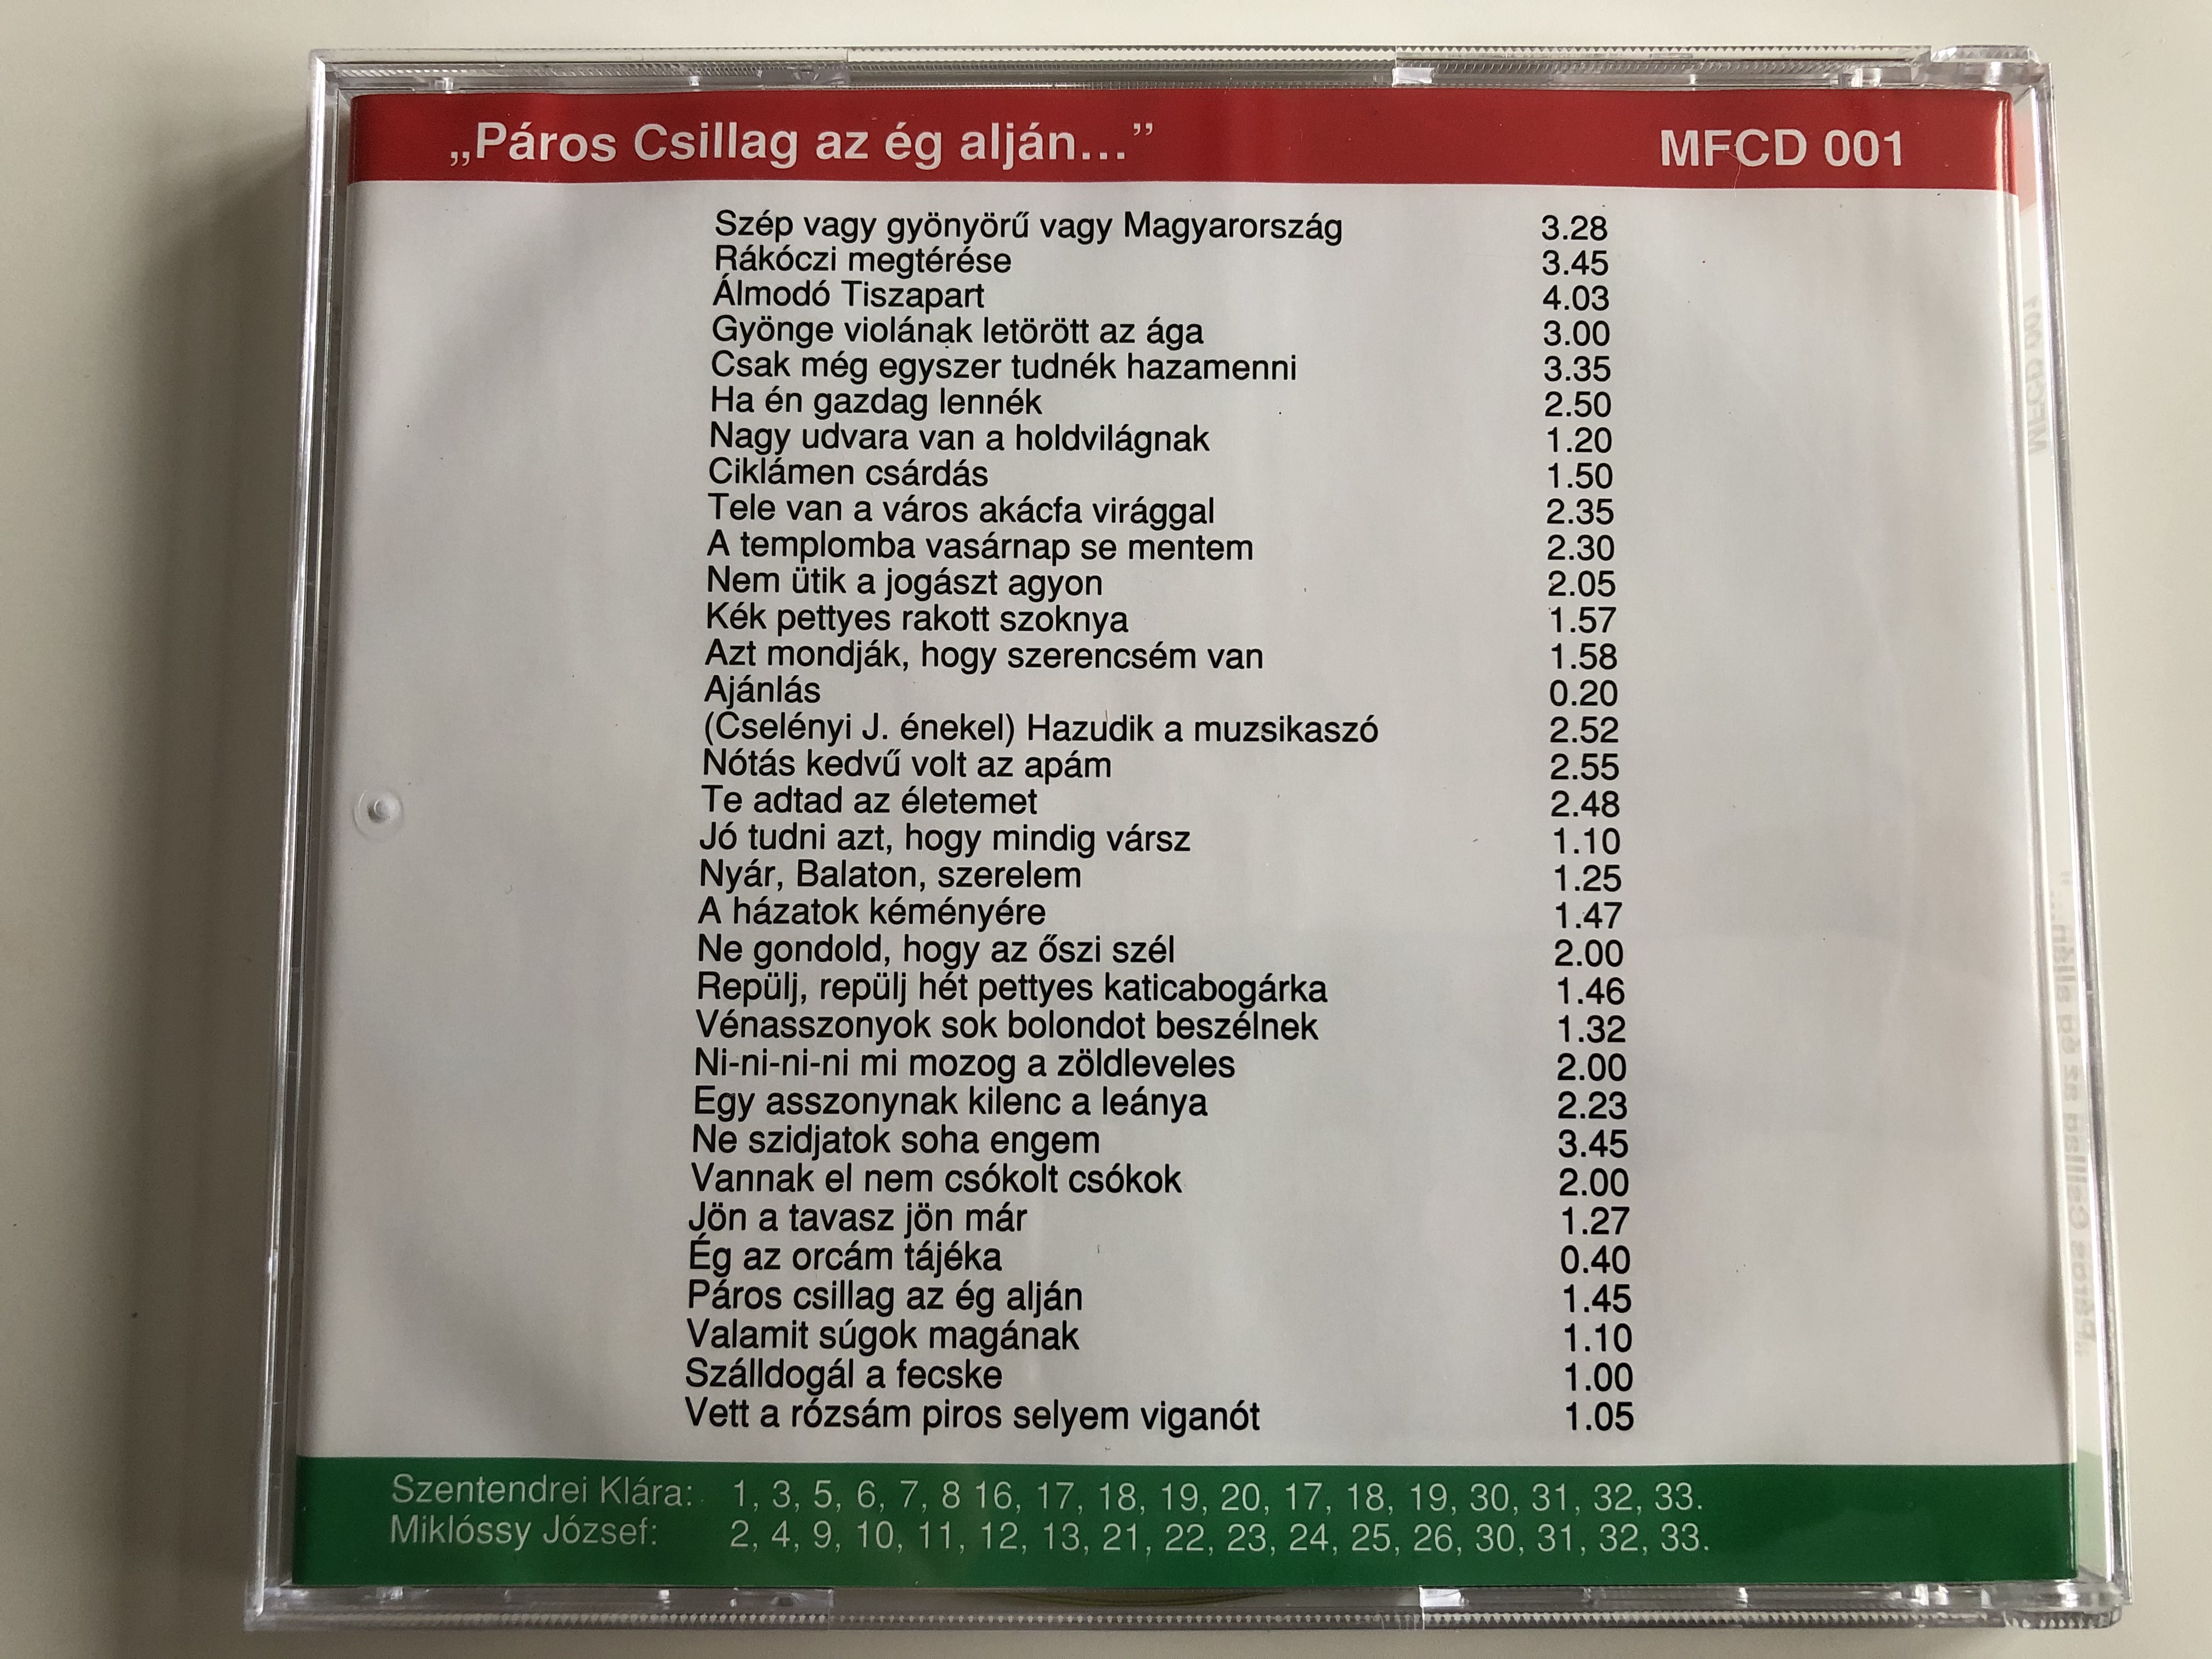 „Páros Csillag az ég alján...” MFCD 001
Szép vagy gyönyörű vagy Magyarország 3.28
Rákóczi megtérése 3.45
Álmodó Tiszapart 4.03
Gyönge violának letörött az ága 3.00
Csak még egyszer tudnék hazamenni 3.35
Ha én gazdag lennék 2.50
Nagy udvara van a holdvilágnak 1.20
Ciklámen csárdás 1.50
Tele van a város akácfa virággal 2.35
A templomba vasárnap se mentem 2.30
Nem ütik a jogászt agyon 2.05
Kék pettyes rakott szoknya 1.57
Azt mondják, hogy szerencsém van 1.58
Ajánlás 0.20
(Cselényi J. énekel) Hazudik a muzsikaszó 2.52
Nótás kedvű volt az apám 2.55
Te adtad az életemet 2.48
Jó tudni azt, hogy mindig vársz 1.10
Nyár, Balaton, szerelem 1.25
A házatok kéményére 1.47
Ne gondold, hogy az őszi szél 2.00
Repülj, repülj hét pettyes katicabogárka 1.46
Vénasszonyok sok bolondot beszélnek 1.32
Ni-ni-ni-ni mi mozog a zöldleveles 2.00
Egy asszonynak kilenc a leánya 2.23
Ne szidjatok soha engem 3.45
Vannak el nem csókolt csókok 2.00
Jön a tavasz jön már 1.27
Ég az orcám tájéka 0.40
Páros csillag az ég alján 1.45
Valamit súgok magának 1.10
Szálldogál a fecske 1.00
Vett a rózsám piros selyem viganót 1.05
Szentendrei Klára: 1, 3, 5, 6, 7, 8 16, 17, 18, 19, 20, 17, 18, 19, 30, 31, 32, 33.
Miklóssy József: 2, 4, 9, 10, 11, 12, 13, 21, 22, 23, 24, 25, 26, 30, 31, 32, 33.
MFCD 001
„Páros Csillag az ég alján...”